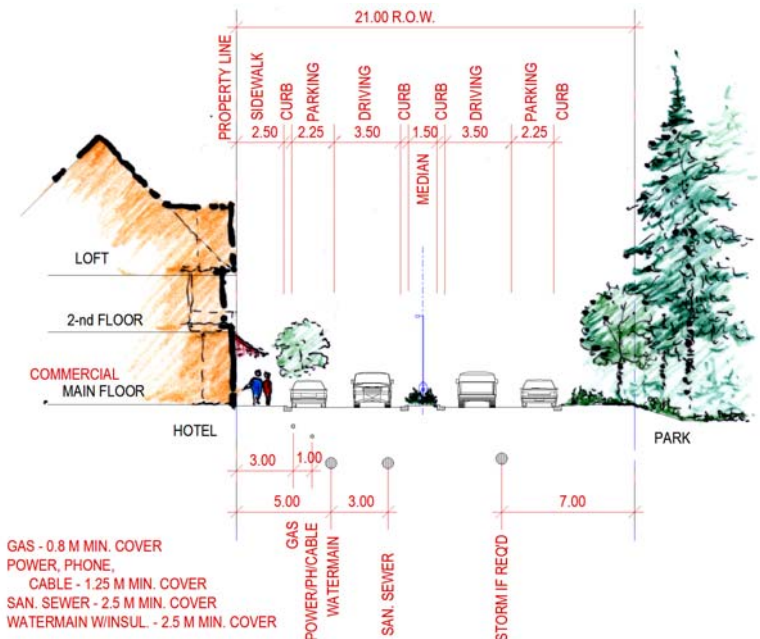 21.00 R.O.W.
PROPERTY LINE
SIDEWALK
CURB
PARKING
DRIVING
CURB
CURB
DRIVING
PARKING
CURB
2.50
2.25
3.50
1.50
3.50
2.25
MEDIAN
LOFT
2-nd FLOOR
COMMERCIAL
MAIN FLOOR
HOTEL
PARK
3.00
1.00
5.00
3.00
7.00
GAS
POWER/PH/CABLE
WATERMAIN
SAN. SEWER
STORM IF REQ'D
GAS - 0.8 M MIN. COVER
POWER, PHONE,
CABLE - 1.25 M MIN. COVER
SAN. SEWER - 2.5 M MIN. COVER
WATERMAIN W/INSUL. - 2.5 M MIN. COVER